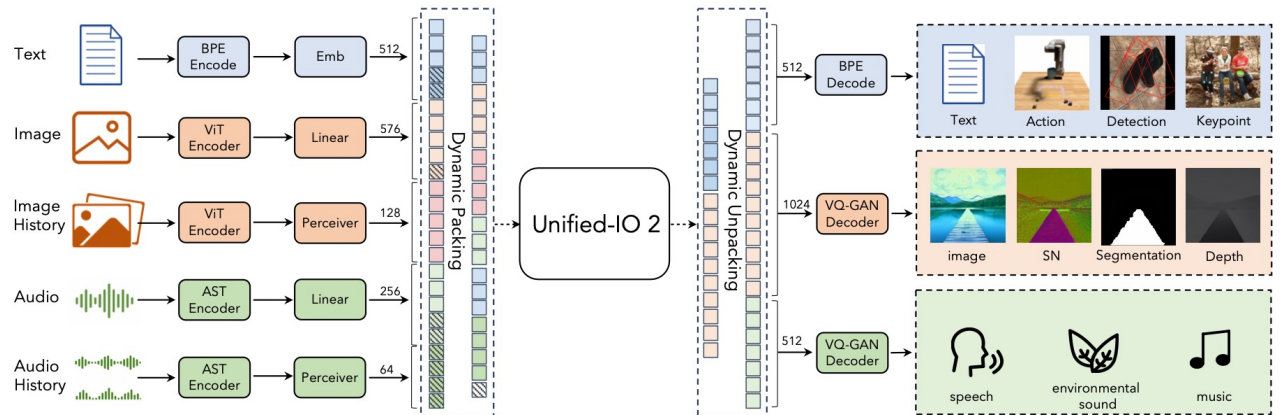 Text
BPE
Encode
Emb
512
Image
ViT
Encoder
Linear
576
Image
History
ViT
Encoder
Perceiver
128
Audio
AST
Encoder
Linear
256
Audio
History
AST
Encoder
Perceiver
64
Dynamic Packing
Unified-IO 2
Dynamic Unpacking
512
BPE
Decode
Text
Action
Detection
Keypoint
1024
VQ-GAN
Decoder
image
SN
Segmentation
Depth
512
VQ-GAN
Decoder
speech
environmental
sound
music